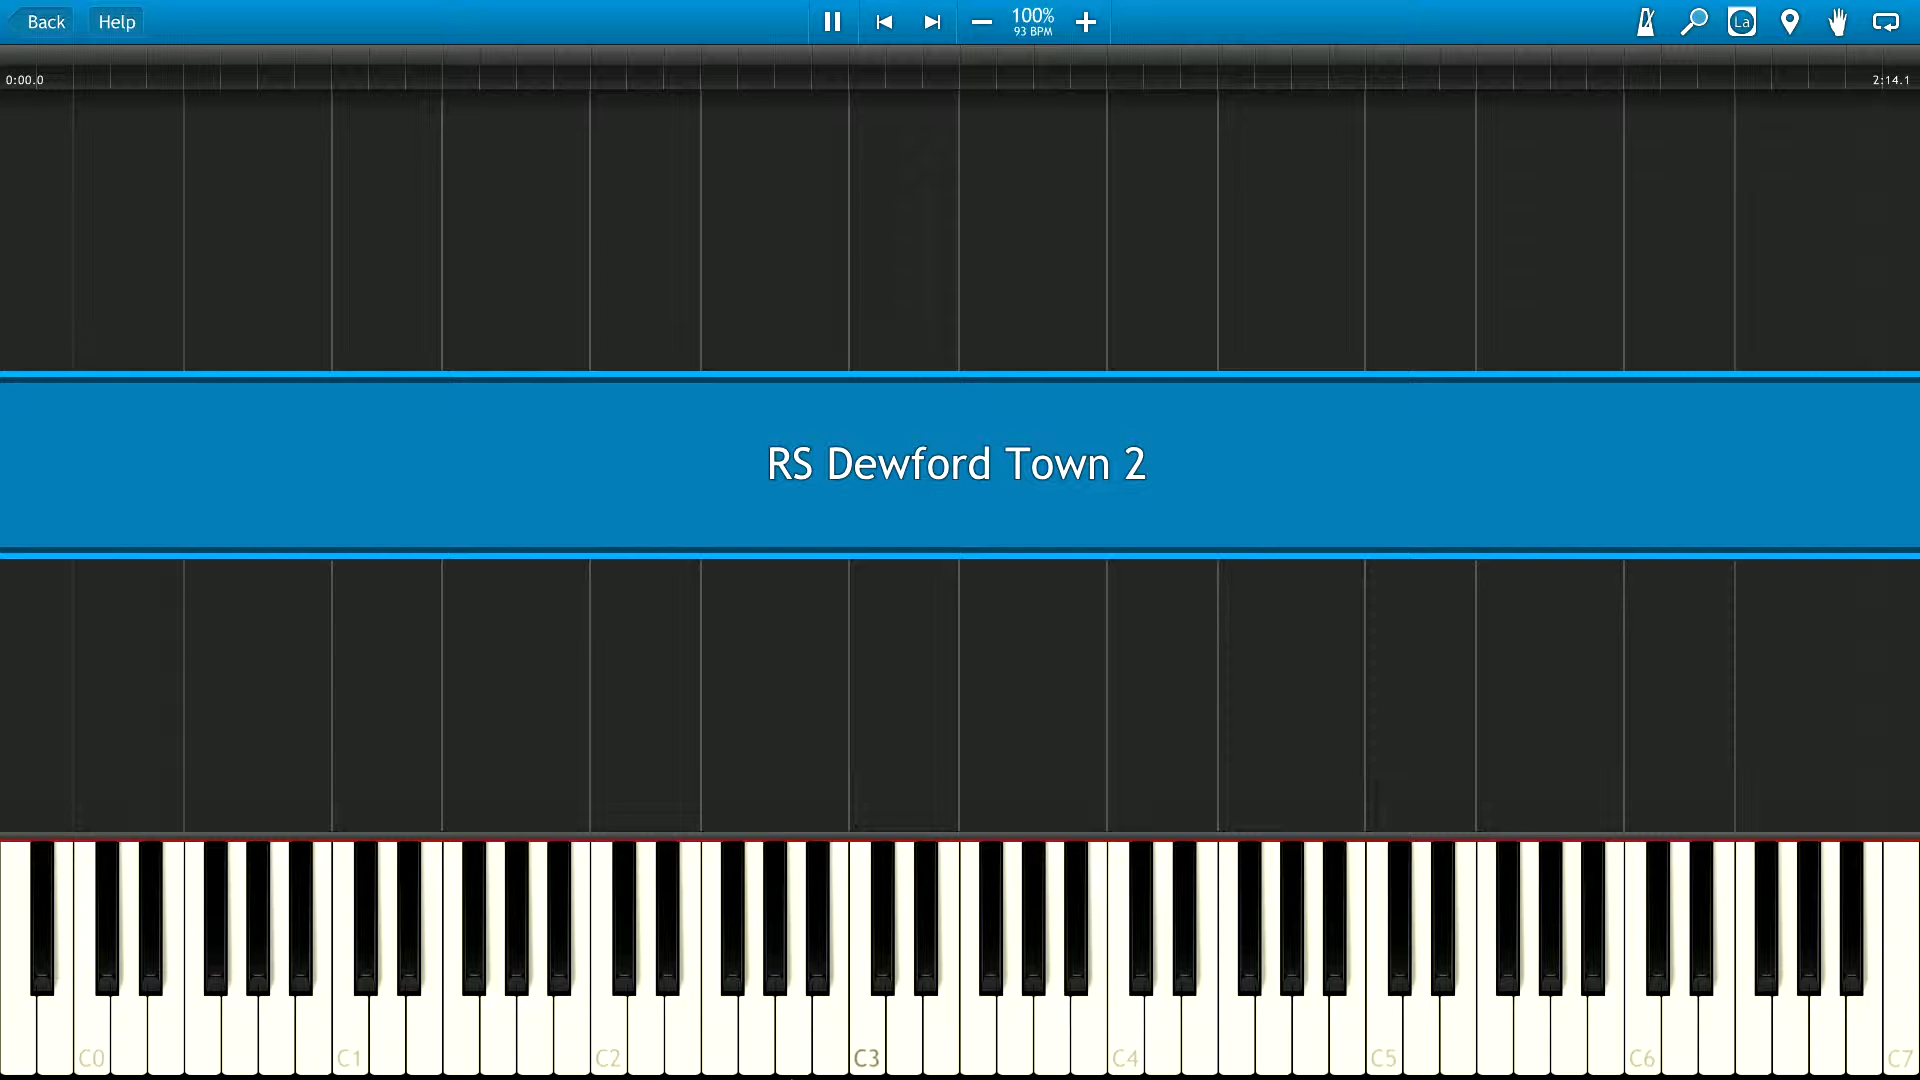 Back Help 100% La
93 BPM
0:00.0 2:14.1
RS Dewford Town 2
C0 C1 C2 C3 C4 C5 C6 C7